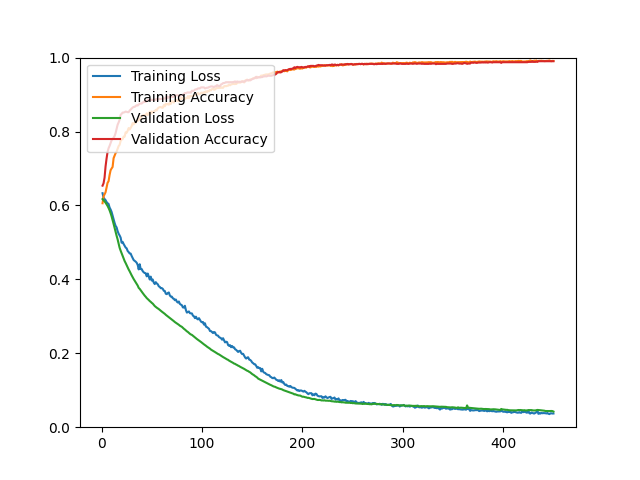 1.0
0.8
0.6
0.4
0.2
0.0
Training Loss
Training Accuracy
Validation Loss
Validation Accuracy
0 100 200 300 400